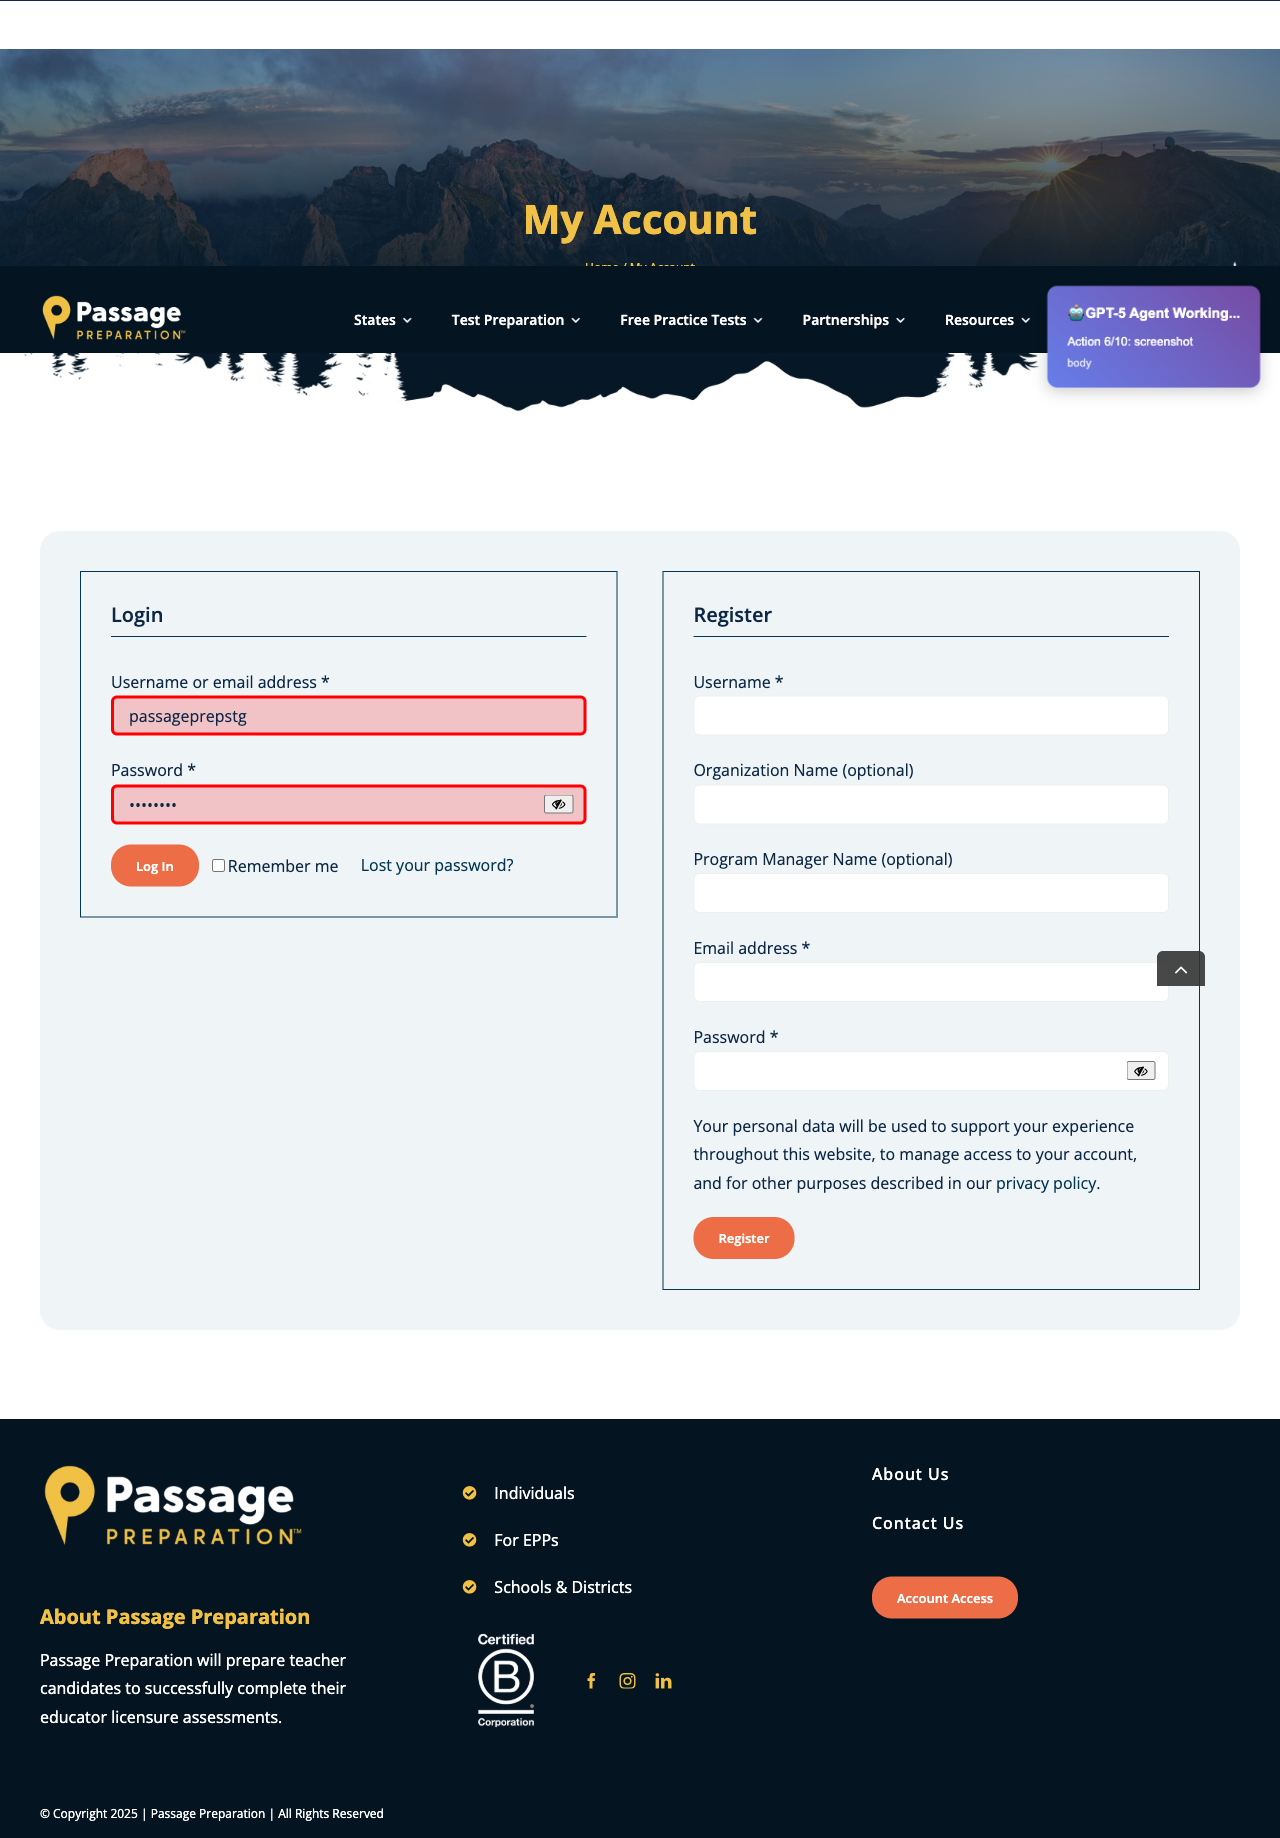 My Account
Passage
PREPARATION™
States
Test Preparation
Free Practice Tests
Partnerships
Resources
GPT-5 Agent Working...
Action 6/10: screenshot
body
Login
Username or email address *
passageprepstg
Password *
••••••••
Log In
Remember me
Lost your password?
Register
Username *
Organization Name (optional)
Program Manager Name (optional)
Email address *
Password *
Your personal data will be used to support your experience
throughout this website, to manage access to your account,
and for other purposes described in our privacy policy.
Register
Passage
PREPARATION™
About Passage Preparation
Passage Preparation will prepare teacher
candidates to successfully complete their
educator licensure assessments.
Individuals
For EPPs
Schools & Districts
Certified
B
®
Corporation
About Us
Contact Us
Account Access
© Copyright 2025 | Passage Preparation | All Rights Reserved